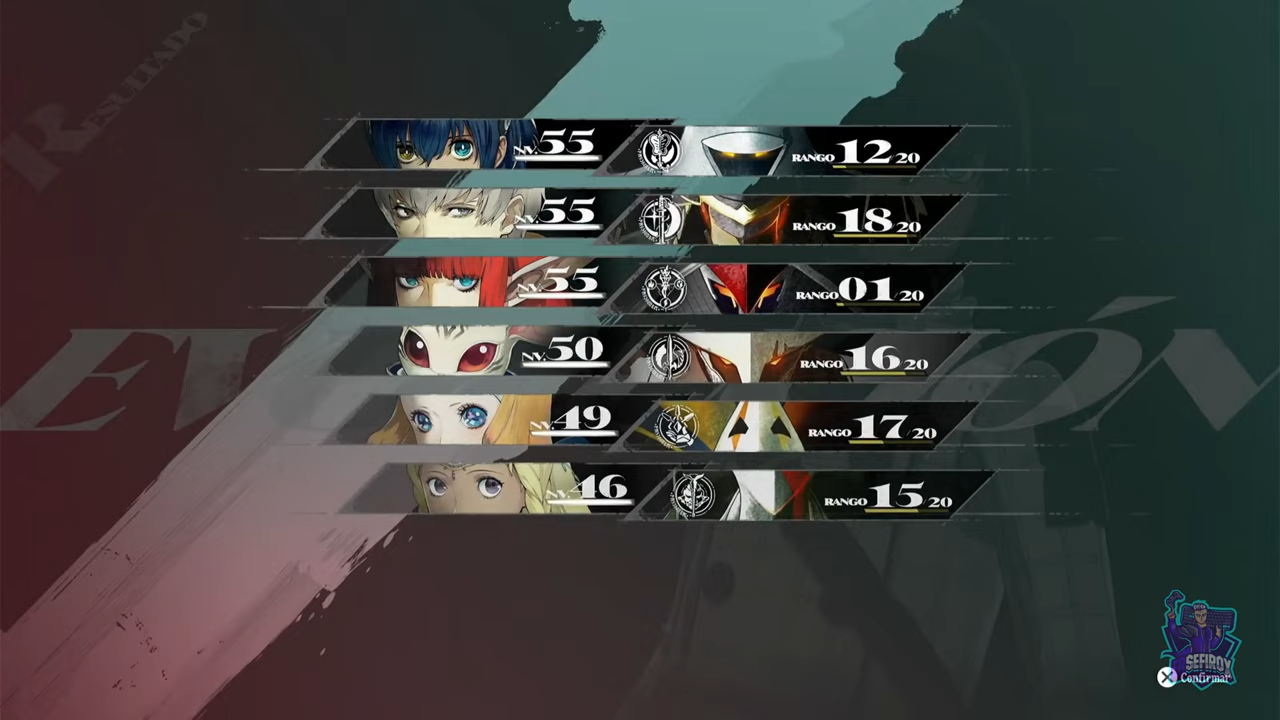 RESULTADO
EVOLUCIÓN
NV. 55 RANGO 12/20
NV. 55 RANGO 18/20
NV. 55 RANGO 01/20
NV. 50 RANGO 16/20
NV. 49 RANGO 17/20
NV. 46 RANGO 15/20
SEFIROX
Confirmar